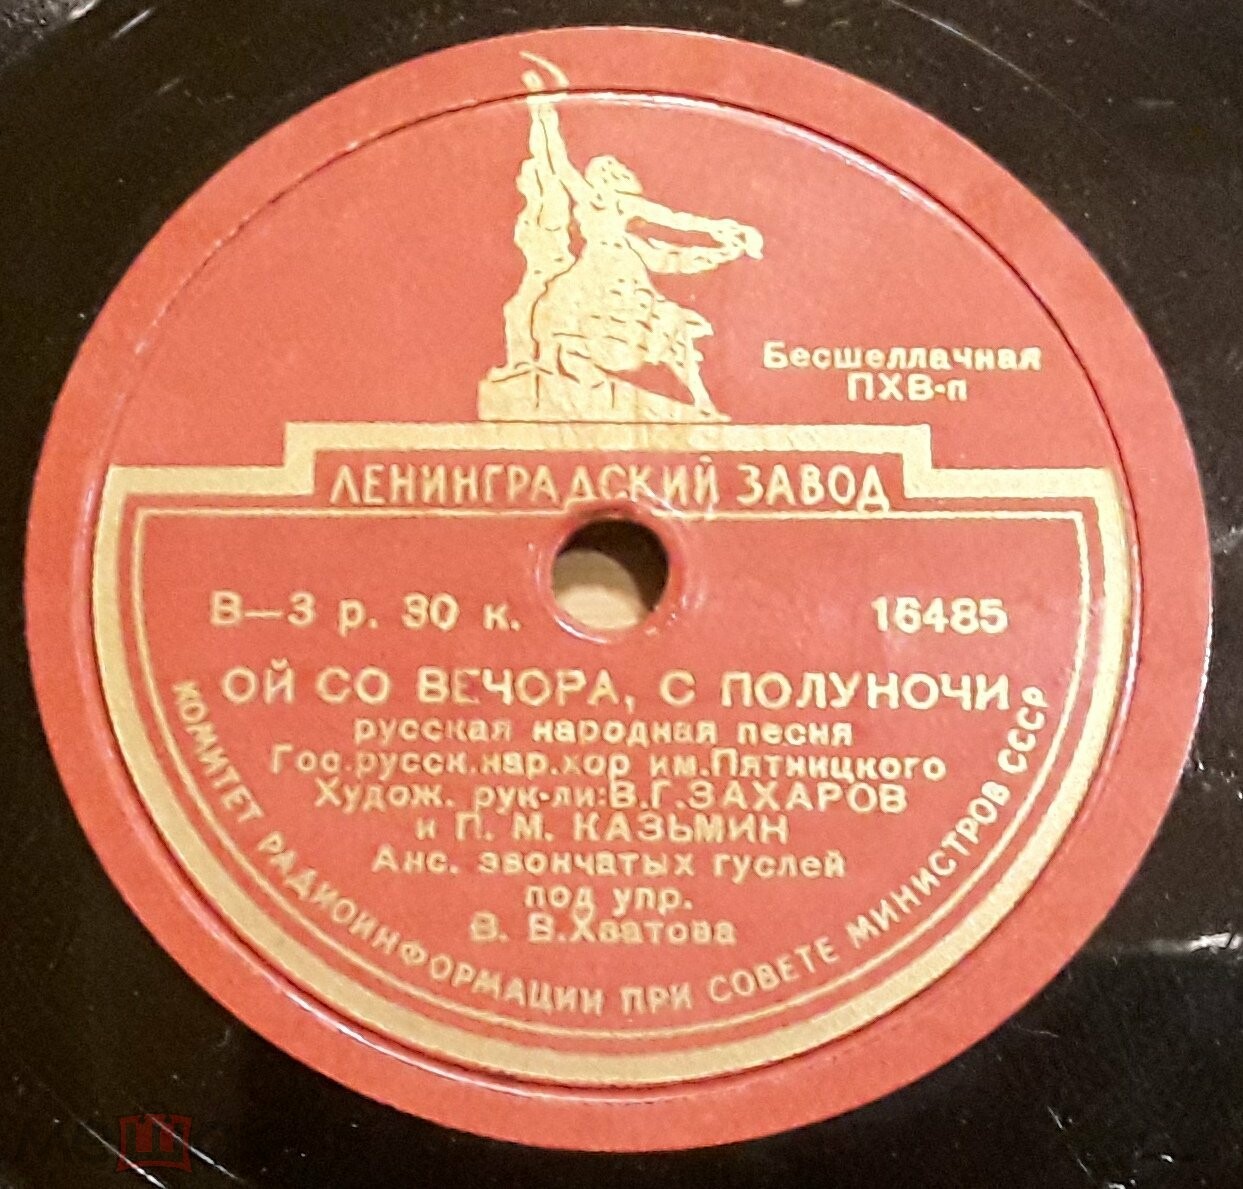 Бесшеллачная
ПХВ-п
ЛЕНИНГРАДСКИЙ ЗАВОД
В—3 р. 30 к.
16485
ОЙ СО ВЕЧОРА, С ПОЛУНОЧИ
русская народная песня
Гос.русск.нар.хор им.Пятницкого
Худож. рук-ли:В.Г.ЗАХАРОВ
и П. М. КАЗЬМИН
Анс. звончатых гуслей
под упр.
В. В.Хватова
КОМИТЕТ РАДИОИНФОРМАЦИИ ПРИ СОВЕТЕ МИНИСТРОВ СССР